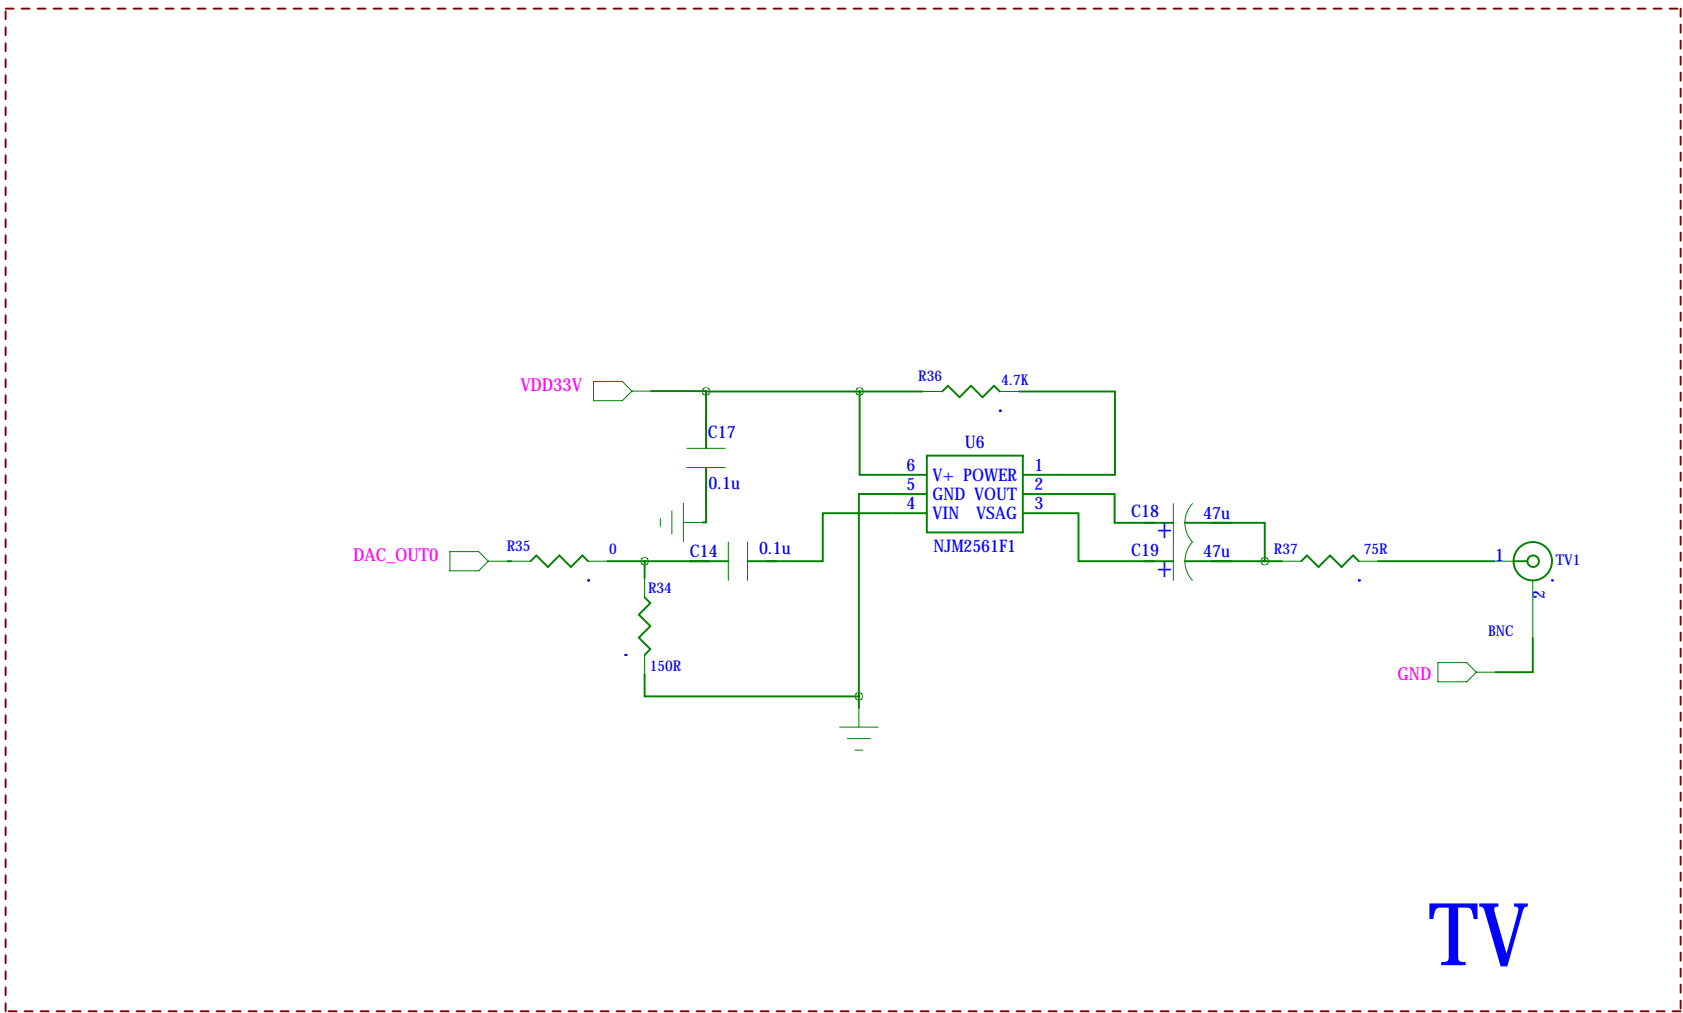 R36
4.7K
VDD33V
C17
U6
6
V+
POWER
1
0.1u
5
GND
VOUT
2
4
VIN
VSAG
3
C18
47u
+
NJM2561F1
DAC_OUT0
R35
0
C14
0.1u
C19
47u
+
R37
75R
1
TV1
R34
2
150R
BNC
GND
TV